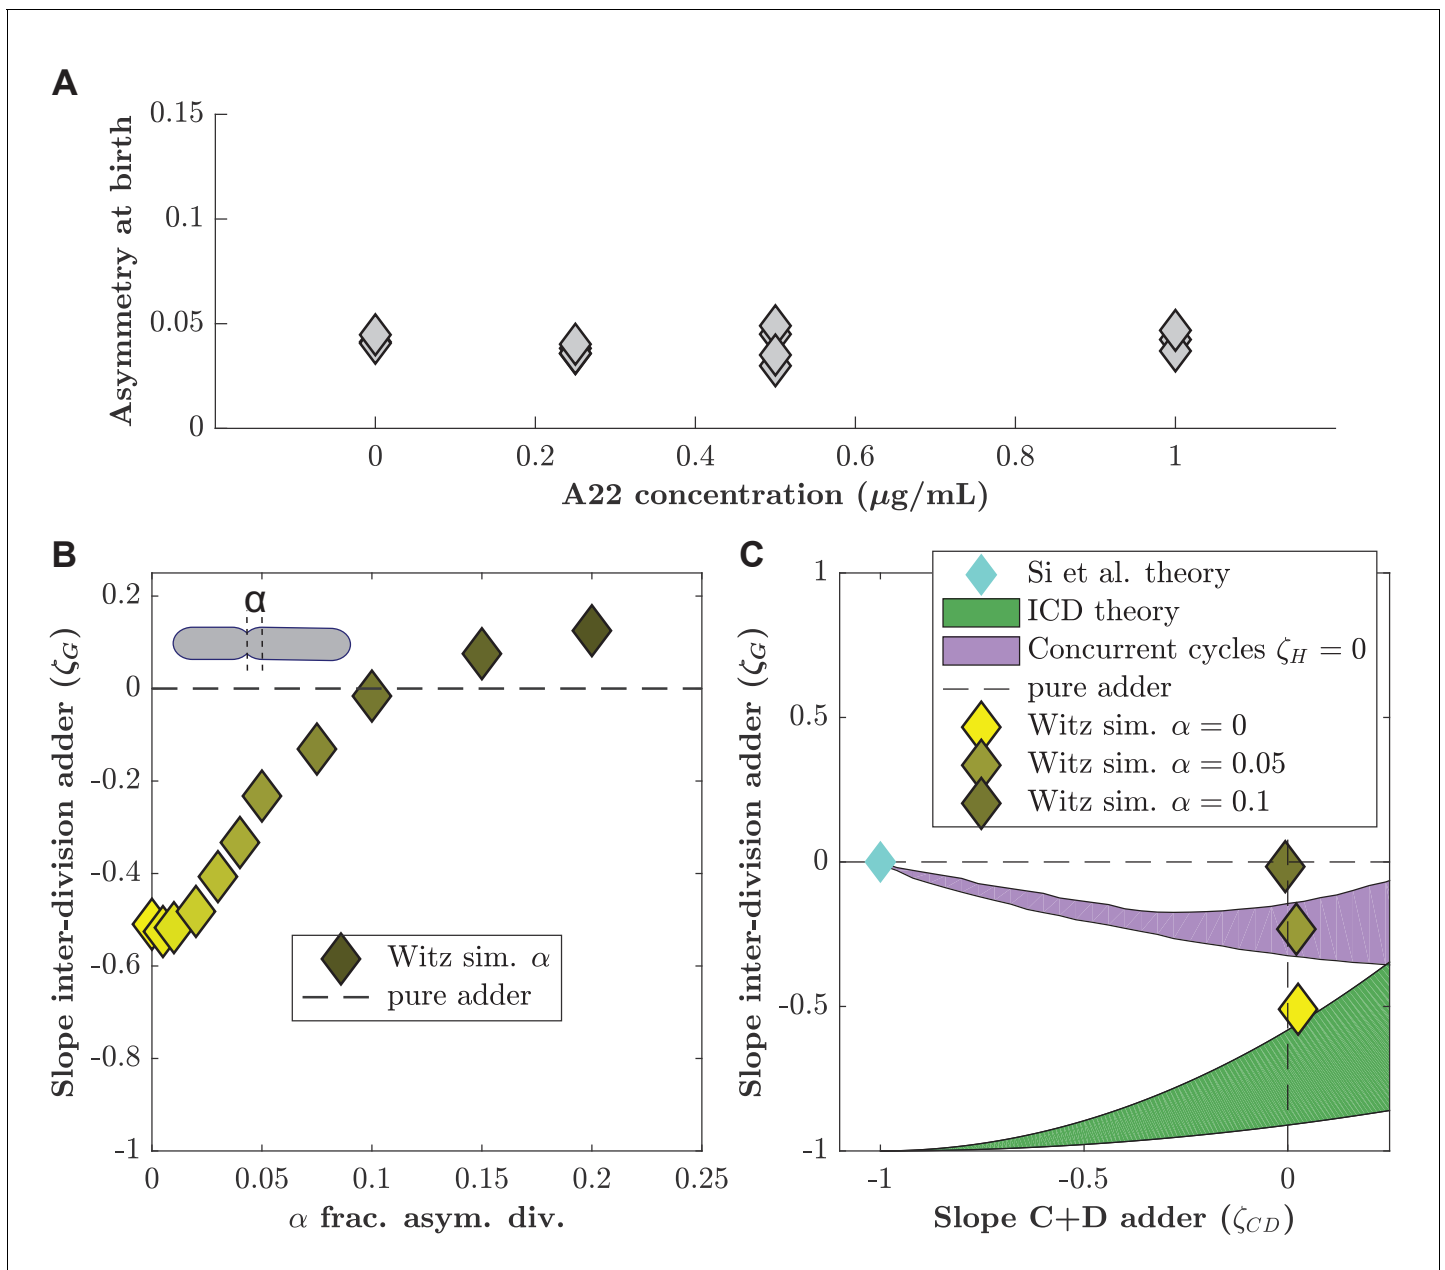 A
0.15
0.1
0.05
0
Asymmetry at birth
0 0.2 0.4 0.6 0.8 1
A22 concentration (μg/mL)
B
0.2
0
-0.2
-0.4
-0.6
-0.8
-1
Slope inter-division adder (ζG)
α
Witz sim. α
pure adder
0 0.05 0.1 0.15 0.2 0.25
α frac. asym. div.
C
1
0.5
0
-0.5
-1
Slope inter-division adder (ζG)
Si et al. theory
ICD theory
Concurrent cycles ζH = 0
pure adder
Witz sim. α = 0
Witz sim. α = 0.05
Witz sim. α = 0.1
-1 -0.5 0
Slope C+D adder (ζCD)